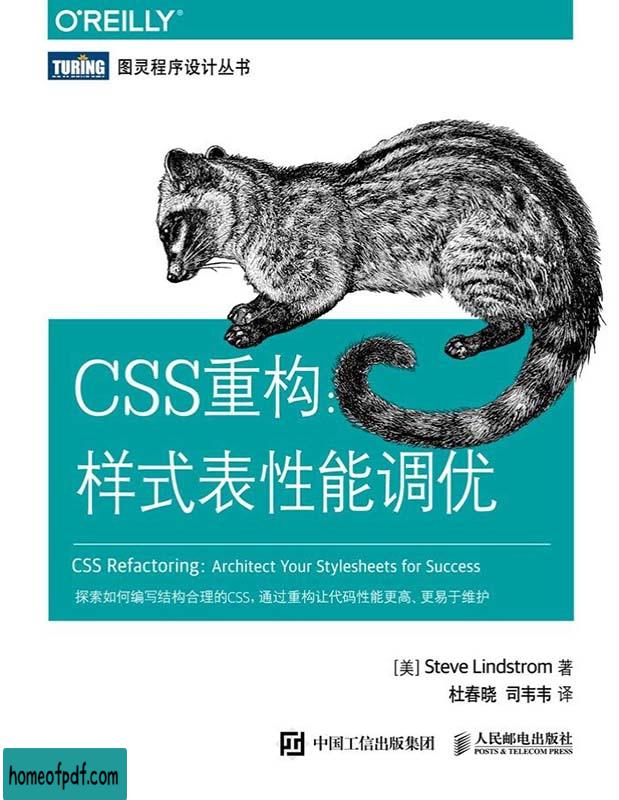 O'REILLY®
TURING 图灵程序设计丛书
CSS重构:
样式表性能调优
CSS Refactoring: Architect Your Stylesheets for Success
探索如何编写结构合理的CSS，通过重构让代码性能更高、更易于维护
[美] Steve Lindstrom 著
杜春晓 司韦韦 译
中国工信出版集团 人民邮电出版社
POSTS & TELECOM PRESS
homeofpdf.com